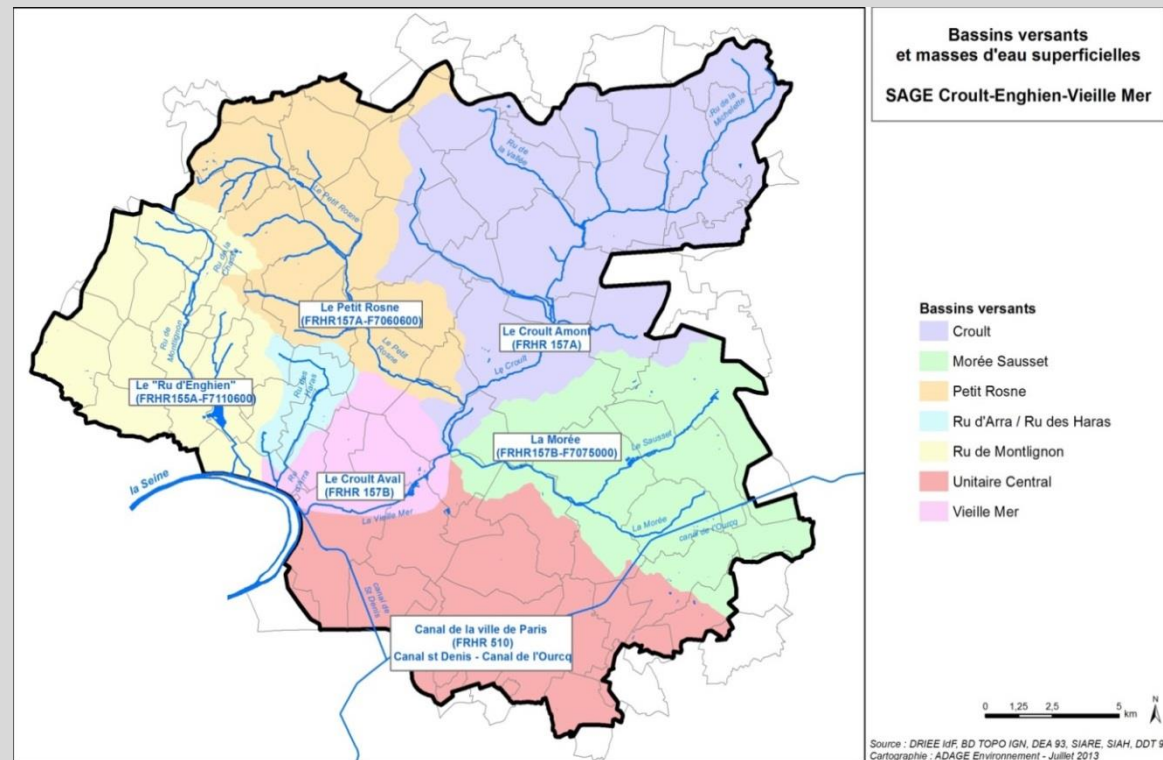 Bassins versants
et masses d'eau superficielles
SAGE Croult-Enghien-Vieille Mer
Ru de la
Michelette
Ru de
la Vallée
Le Petit Rosne
Ru de la
Chasse
Ru de
Montlignon
Le Petit Rosne
(FRHR157A-F7060600)
Le Petit
Rosne
Le Croult Amont
(FRHR 157A)
Le Croult
Ru des
Haras
Le "Ru d'Enghien"
(FRHR155A-F7110600)
La Morée
(FRHR157B-F7075000)
Le Sausset
la Seine
Ru
d'Arra
Le Croult Aval
(FRHR 157B)
La Vieille Mer
La Morée
canal de l'Ourcq
canal de
St Denis
Canal de la ville de Paris
(FRHR 510)
Canal st Denis - Canal de l'Ourcq
Bassins versants
Croult
Morée Sausset
Petit Rosne
Ru d'Arra / Ru des Haras
Ru de Montlignon
Unitaire Central
Vieille Mer
0 1,25 2,5 5
km
N
Source : DRIEE IdF, BD TOPO IGN, DEA 93, SIARE, SIAH, DDT 9
Cartographie : ADAGE Environnement - Juillet 2013